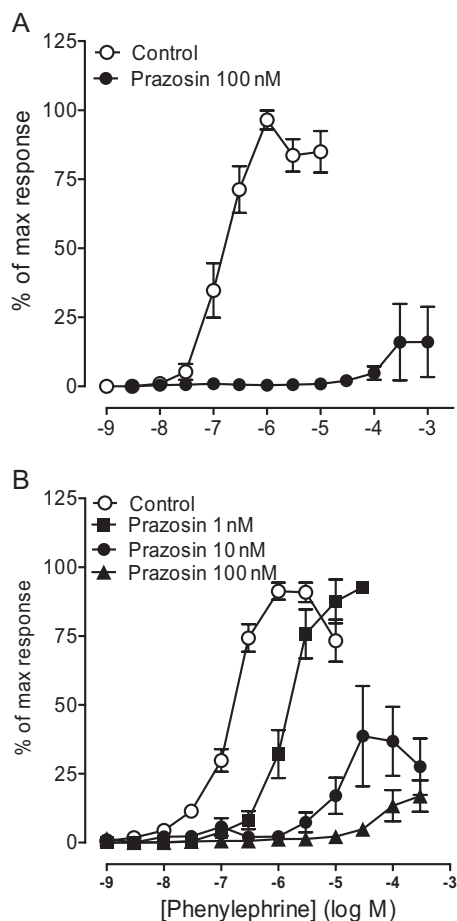 A
125
Control
Prazosin 100 nM
100
75
50
25
0
% of max response
-9 -8 -7 -6 -5 -4 -3
B
125
Control
Prazosin 1 nM
Prazosin 10 nM
Prazosin 100 nM
100
75
50
25
0
% of max response
-9 -8 -7 -6 -5 -4 -3
[Phenylephrine] (log M)